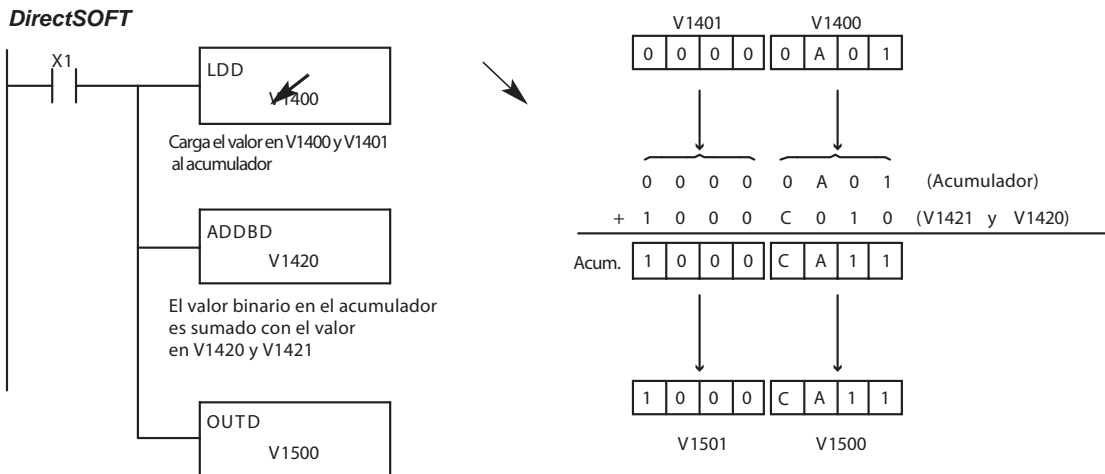 DirectSOFT
X1
LDD
V1400
Carga el valor en V1400 y V1401
al acumulador
ADDBD
V1420
El valor binario en el acumulador
es sumado con el valor
en V1420 y V1421
OUTD
V1500
V1401 V1400
0 0 0 0 0 A 0 1
0 0 0 0 0 A 0 1 (Acumulador)
+ 1 0 0 0 C 0 1 0 (V1421 y V1420)
Acum. 1 0 0 0 C A 1 1
1 0 0 0 C A 1 1
V1501 V1500